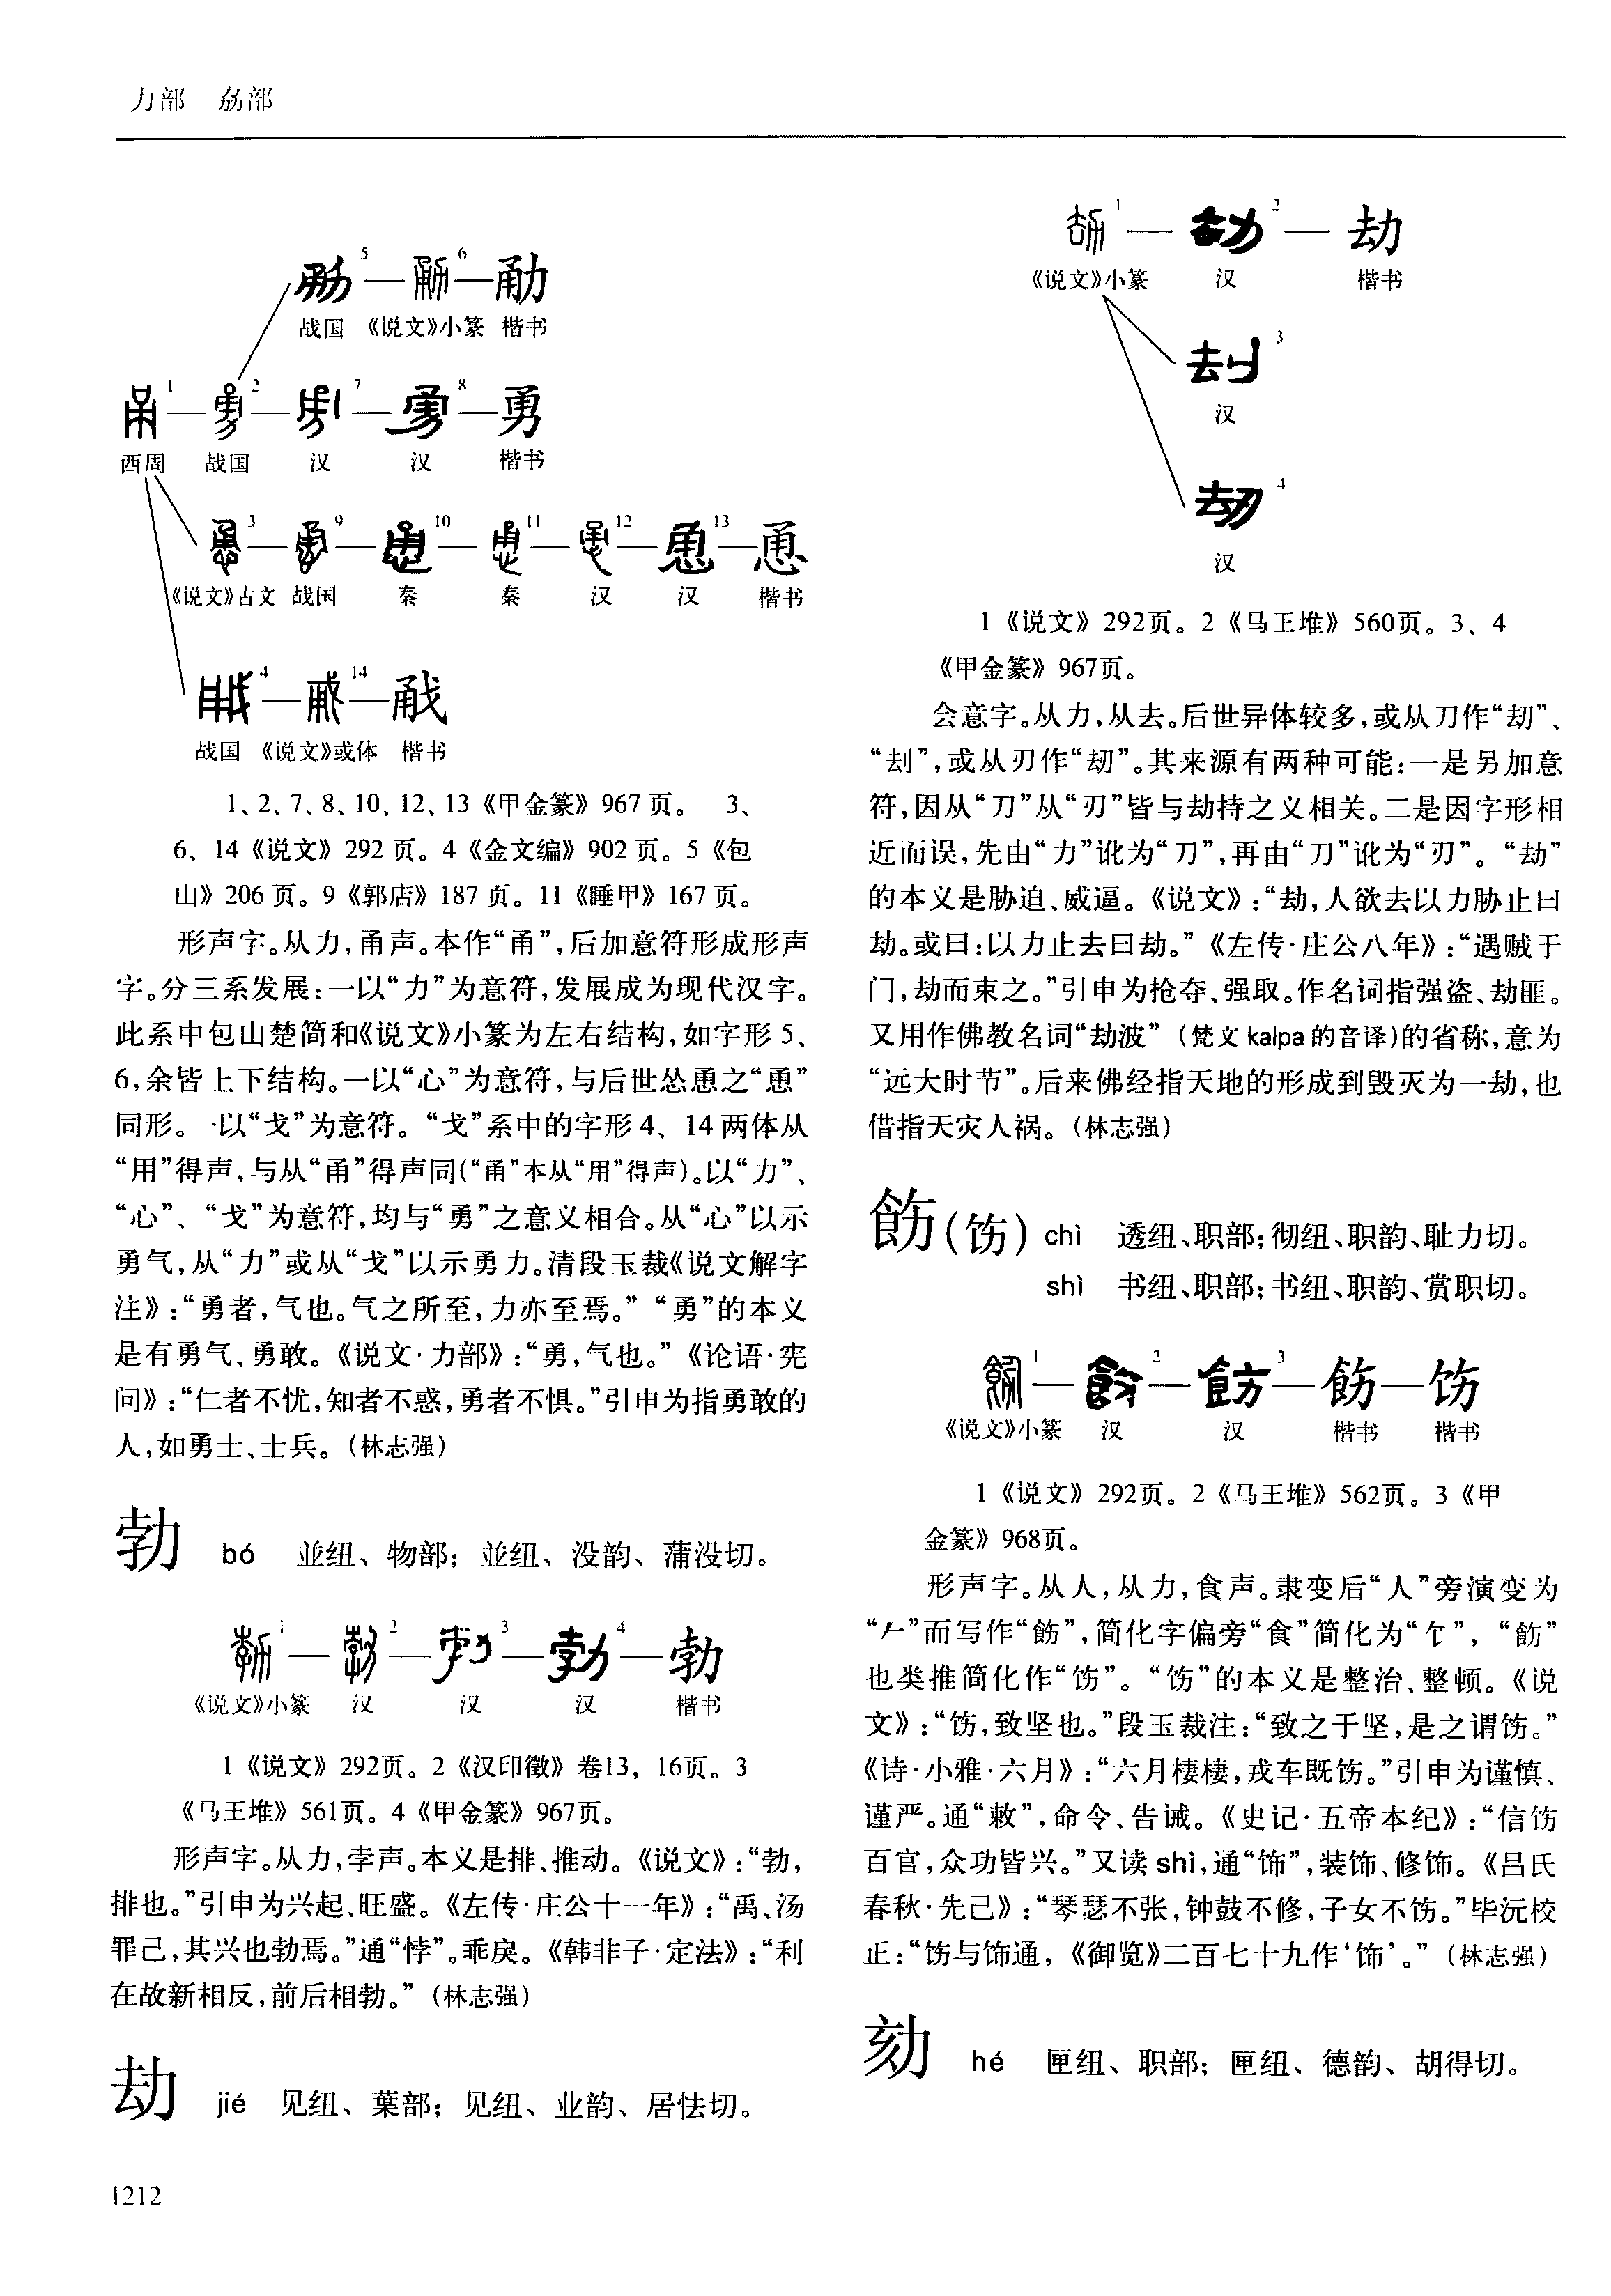 力部　劦部
5 — 6 — 勈
战国　《说文》小篆　楷书
1 — 2 — 7 — 8 — 勇
西周　战国　汉　汉　楷书
3 — 9 — 10 — 11 — 12 — 13 — 恿
《说文》古文　战国　秦　秦　汉　汉　楷书
4 — 14 —
战国　《说文》或体　楷书
1、2、7、8、10、12、13《甲金篆》967页。　3、
6、14《说文》292页。4《金文编》902页。5《包
山》206页。9《郭店》187页。11《睡甲》167页。
形声字。从力，甬声。本作“甬”，后加意符形成形声
字。分三系发展：一以“力”为意符，发展成为现代汉字。
此系中包山楚简和《说文》小篆为左右结构，如字形5、
6，余皆上下结构。一以“心”为意符，与后世怂恿之“恿”
同形。一以“戈”为意符。“戈”系中的字形4、14两体从
“用”得声，与从“甬”得声同(“甬”本从“用”得声)。以“力”、
“心”、“戈”为意符，均与“勇”之意义相合。从“心”以示
勇气，从“力”或从“戈”以示勇力。清段玉裁《说文解字
注》：“勇者，气也。气之所至，力亦至焉。”“勇”的本义
是有勇气、勇敢。《说文·力部》：“勇，气也。”《论语·宪
问》：“仁者不忧，知者不惑，勇者不惧。”引申为指勇敢的
人，如勇士、士兵。（林志强）
勃　bó　並纽、物部；並纽、没韵、蒲没切。
1 — 2 — 3 — 4 — 勃
《说文》小篆　汉　汉　汉　楷书
1《说文》292页。2《汉印徵》卷13，16页。3
《马王堆》561页。4《甲金篆》967页。
形声字。从力，孛声。本义是排、推动。《说文》：“勃，
排也。”引申为兴起、旺盛。《左传·庄公十一年》：“禹、汤
罪己，其兴也勃焉。”通“悖”。乖戾。《韩非子·定法》：“利
在故新相反，前后相勃。”（林志强）
劫　jié　见纽、葉部；见纽、业韵、居怯切。
1 — 2 — 劫
《说文》小篆　汉　楷书
3
汉
4
汉
1《说文》292页。2《马王堆》560页。3、4
《甲金篆》967页。
会意字。从力，从去。后世异体较多，或从刀作“刧”、
“刦”，或从刃作“刼”。其来源有两种可能：一是另加意
符，因从“刀”从“刃”皆与劫持之义相关。二是因字形相
近而误，先由“力”讹为“刀”，再由“刀”讹为“刃”。“劫”
的本义是胁迫、威逼。《说文》：“劫，人欲去以力胁止曰
劫。或曰：以力止去曰劫。”《左传·庄公八年》：“遇贼于
门，劫而束之。”引申为抢夺、强取。作名词指强盗、劫匪。
又用作佛教名词“劫波”（梵文kalpa的音译)的省称，意为
“远大时节”。后来佛经指天地的形成到毁灭为一劫，也
借指天灾人祸。（林志强）
飭(饬)　chì　透纽、职部；彻纽、职韵、耻力切。
shì　书纽、职部；书纽、职韵、赏职切。
1 — 2 — 3 — 飭 — 饬
《说文》小篆　汉　汉　楷书　楷书
1《说文》292页。2《马王堆》562页。3《甲
金篆》968页。
形声字。从人，从力，食声。隶变后“人”旁演变为
“𠂉”而写作“飭”，简化字偏旁“食”简化为“饣”，“飭”
也类推简化作“饬”。“饬”的本义是整治、整顿。《说
文》：“饬，致坚也。”段玉裁注：“致之于坚，是之谓饬。”
《诗·小雅·六月》：“六月棲棲，戎车既饬。”引申为谨慎、
谨严。通“敕”，命令、告诫。《史记·五帝本纪》：“信饬
百官，众功皆兴。”又读shì，通“饰”，装饰、修饰。《吕氏
春秋·先己》：“琴瑟不张，钟鼓不修，子女不饬。”毕沅校
正：“饬与饰通，《御览》二百七十九作‘饰’。”（林志强）
劾　hé　匣纽、职部；匣纽、德韵、胡得切。
1212